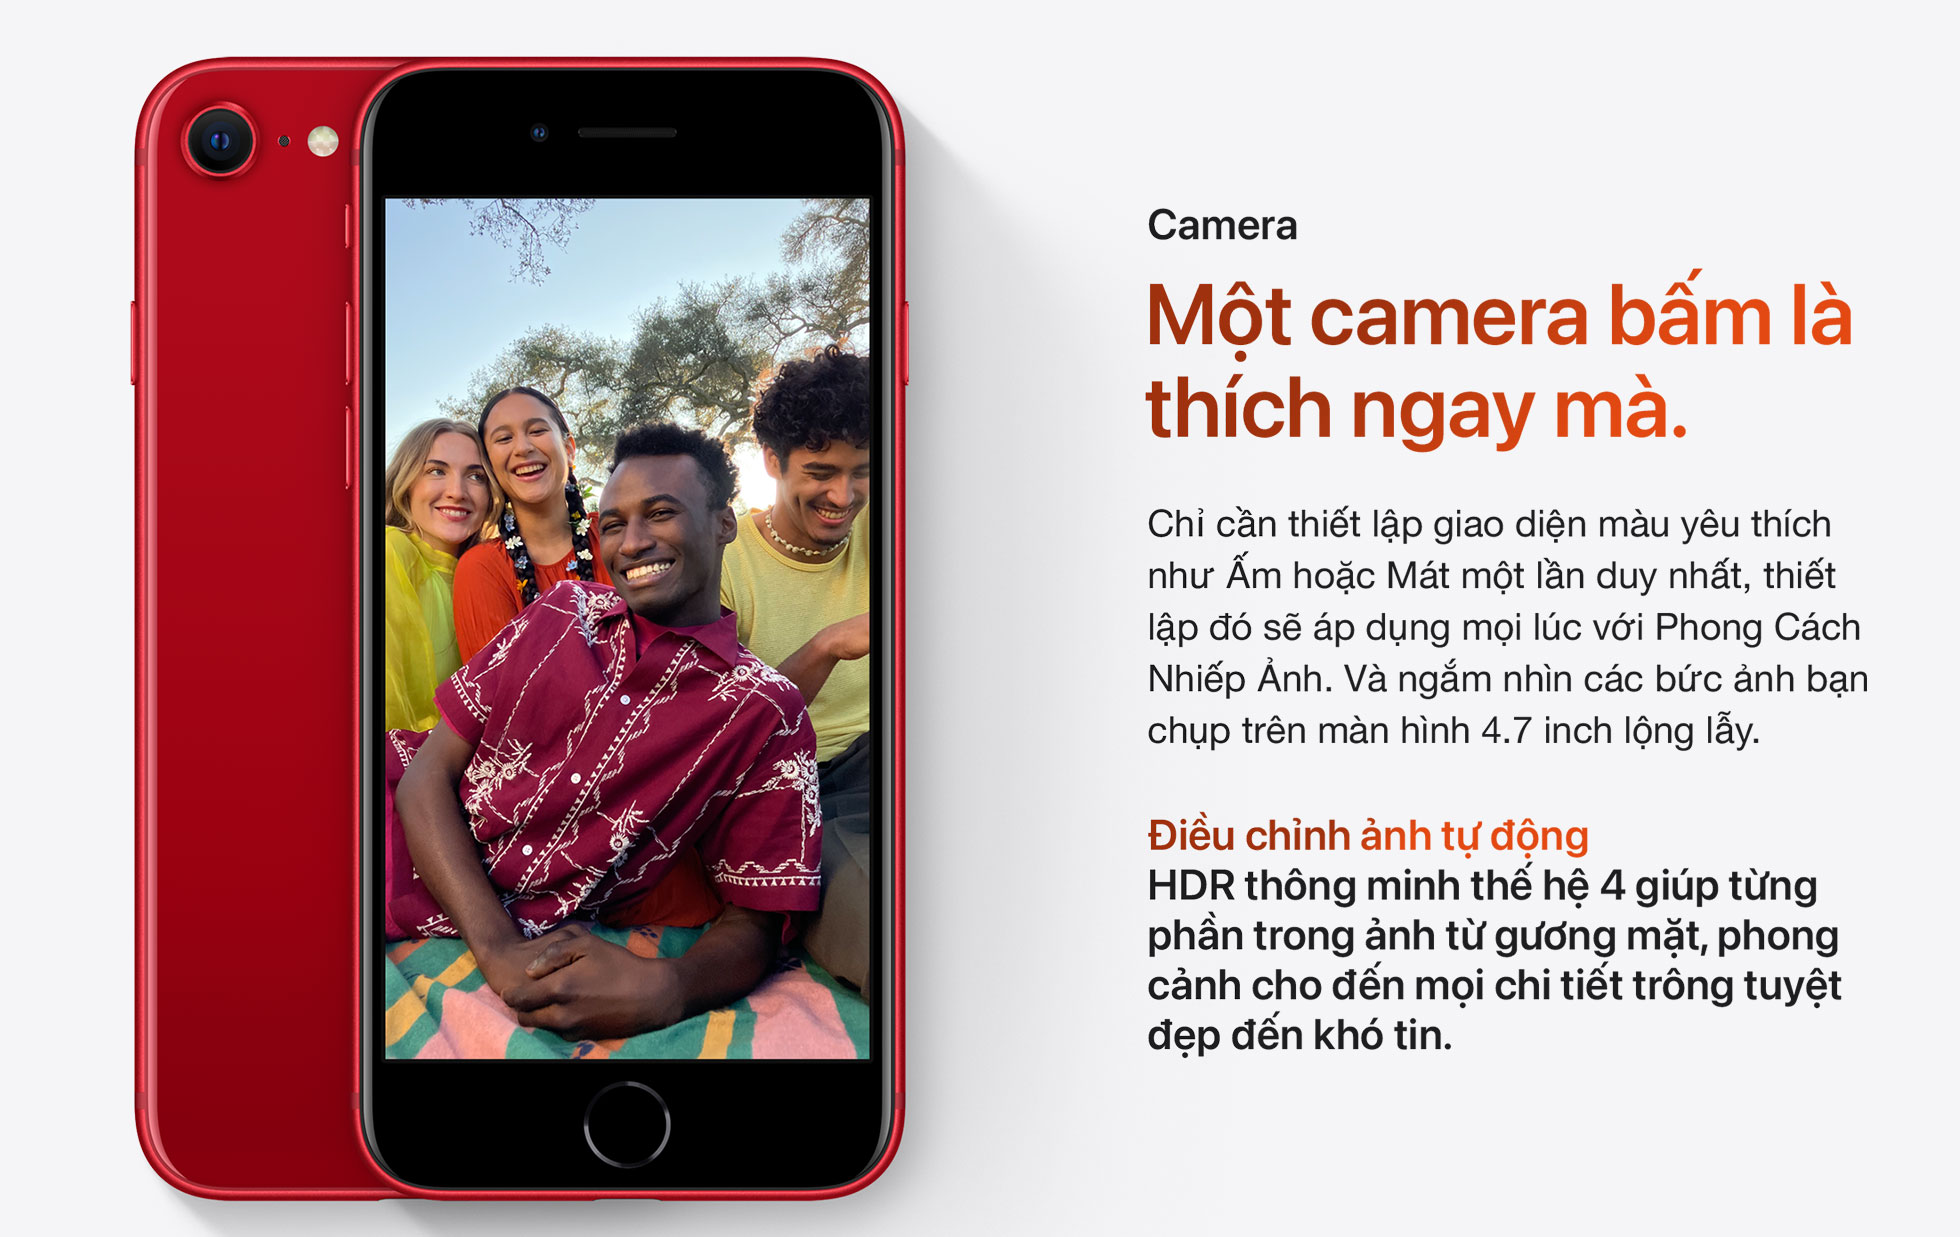 Camera
Một camera bấm là
thích ngay mà.
Chỉ cần thiết lập giao diện màu yêu thích
như Ấm hoặc Mát một lần duy nhất, thiết
lập đó sẽ áp dụng mọi lúc với Phong Cách
Nhiếp Ảnh. Và ngắm nhìn các bức ảnh bạn
chụp trên màn hình 4.7 inch lộng lẫy.
Điều chỉnh ảnh tự động
HDR thông minh thế hệ 4 giúp từng
phần trong ảnh từ gương mặt, phong
cảnh cho đến mọi chi tiết trông tuyệt
đẹp đến khó tin.